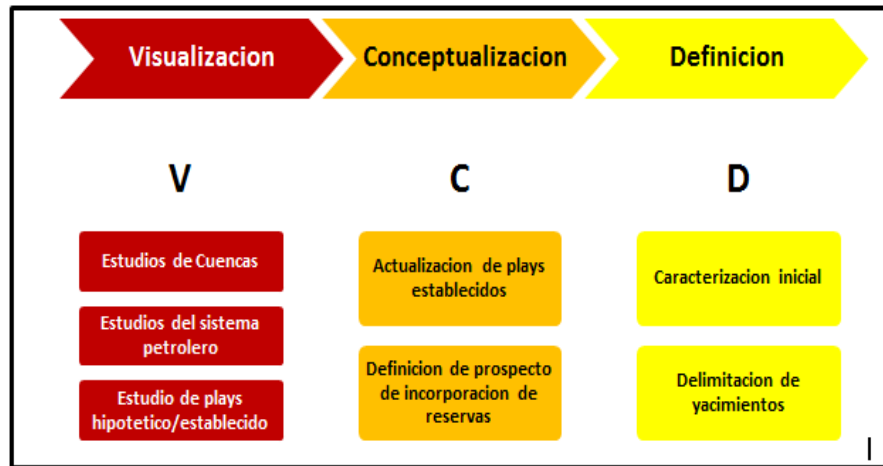 Visualizacion
Conceptualizacion
Definicion
V
C
D
Estudios de Cuencas
Estudios del sistema
petrolero
Estudio de plays
hipotetico/establecido
Actualizacion de plays
establecidos
Definicion de prospecto
de incorporacion de
reservas
Caracterizacion inicial
Delimitacion de
yacimientos